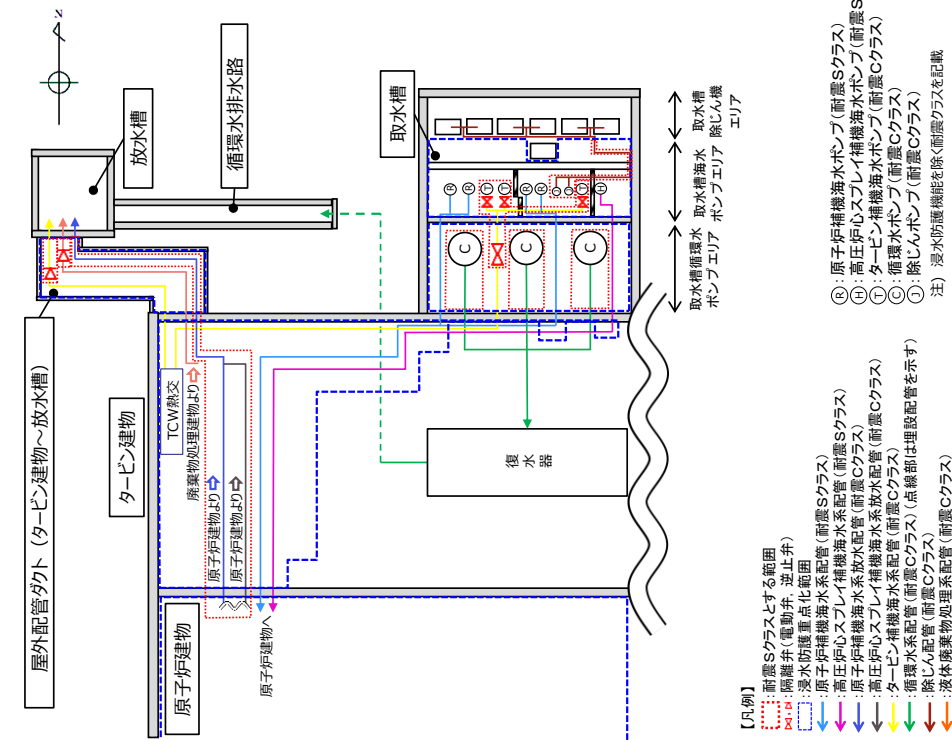 屋外配管ダクト（タービン建物～放水槽）
放水槽
循環水排水路
取水槽
タービン建物
原子炉建物
N
TCW熱交
廃棄物処理建物より
原子炉建物より
原子炉建物より
原子炉建物へ
復水器
取水槽
除じん機
エリア
取水槽海水
ポンプエリア
取水槽循環水
ポンプエリア
R
R
T
T
R
R
J
J
T
H
C
C
C
【凡例】
：耐震Sクラスとする範囲
：隔離弁（電動弁，逆止弁）
：浸水防護重点化範囲
：原子炉補機海水系配管（耐震Sクラス）
：高圧炉心スプレイ補機海水系配管（耐震Sクラス）
：原子炉補機海水系放水配管（耐震Cクラス）
：高圧炉心スプレイ補機海水系放水配管（耐震Cクラス）
：タービン補機海水系配管（耐震Cクラス）
：循環水系配管（耐震Cクラス）（点線部は埋設配管を示す）
：除じん配管（耐震Cクラス）
：液体廃棄物処理系配管（耐震Cクラス）
R：原子炉補機海水ポンプ（耐震Sクラス）
H：高圧炉心スプレイ補機海水ポンプ（耐震S
T：タービン補機海水ポンプ（耐震Cクラス）
C：循環水ポンプ（耐震Cクラス）
J：除じんポンプ（耐震Cクラス）
注）浸水防護機能を除く耐震クラスを記載